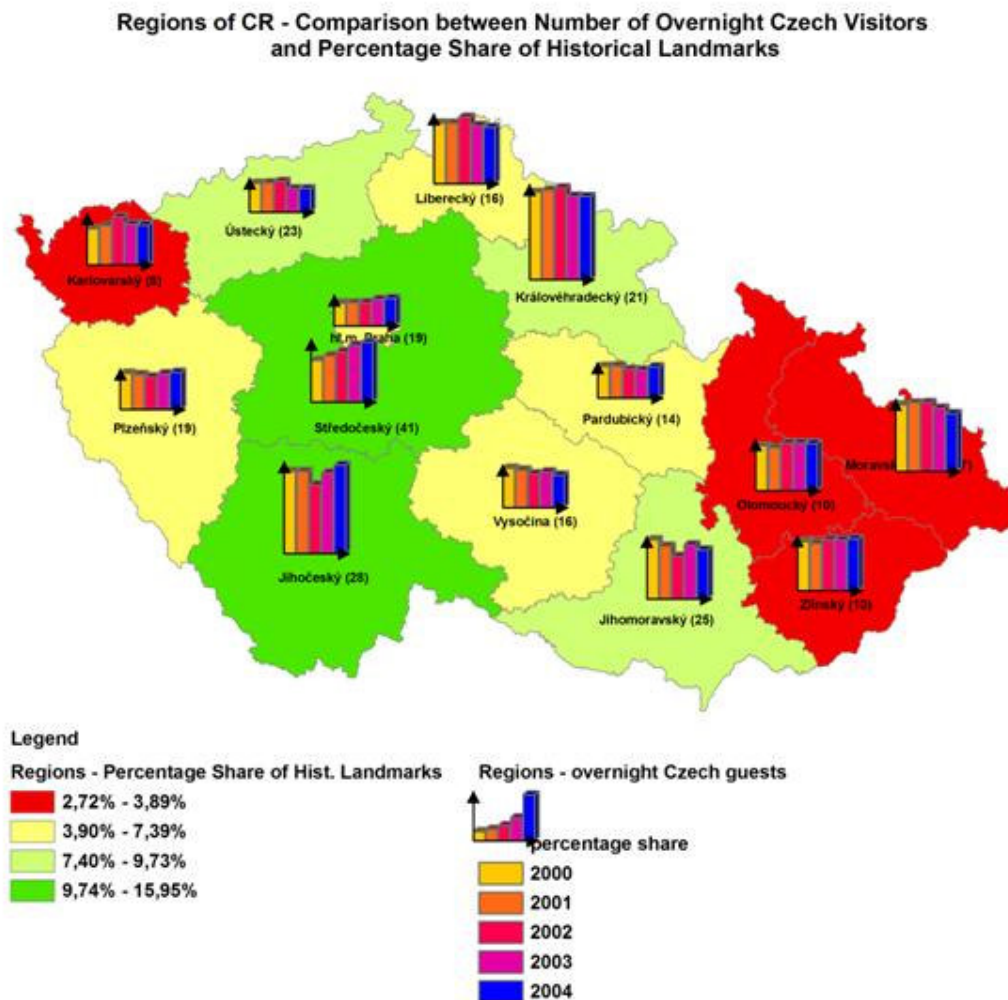 Regions of CR - Comparison between Number of Overnight Czech Visitors
and Percentage Share of Historical Landmarks
Liberecký (16)
Ústecký (23)
Karlovarský
Královéhradecký (21)
hl.m. Praha (19)
Pardubický (14)
Plzeňský (19)
Středočeský (41)
Moravsk
Olomoucký (10)
Vysočina (16)
Jihočeský (28)
Zlínský (10)
Jihomoravský (25)
Legend
Regions - Percentage Share of Hist. Landmarks
2,72% - 3,89%
3,90% - 7,39%
7,40% - 9,73%
9,74% - 15,95%
Regions - overnight Czech guests
percentage share
2000
2001
2002
2003
2004